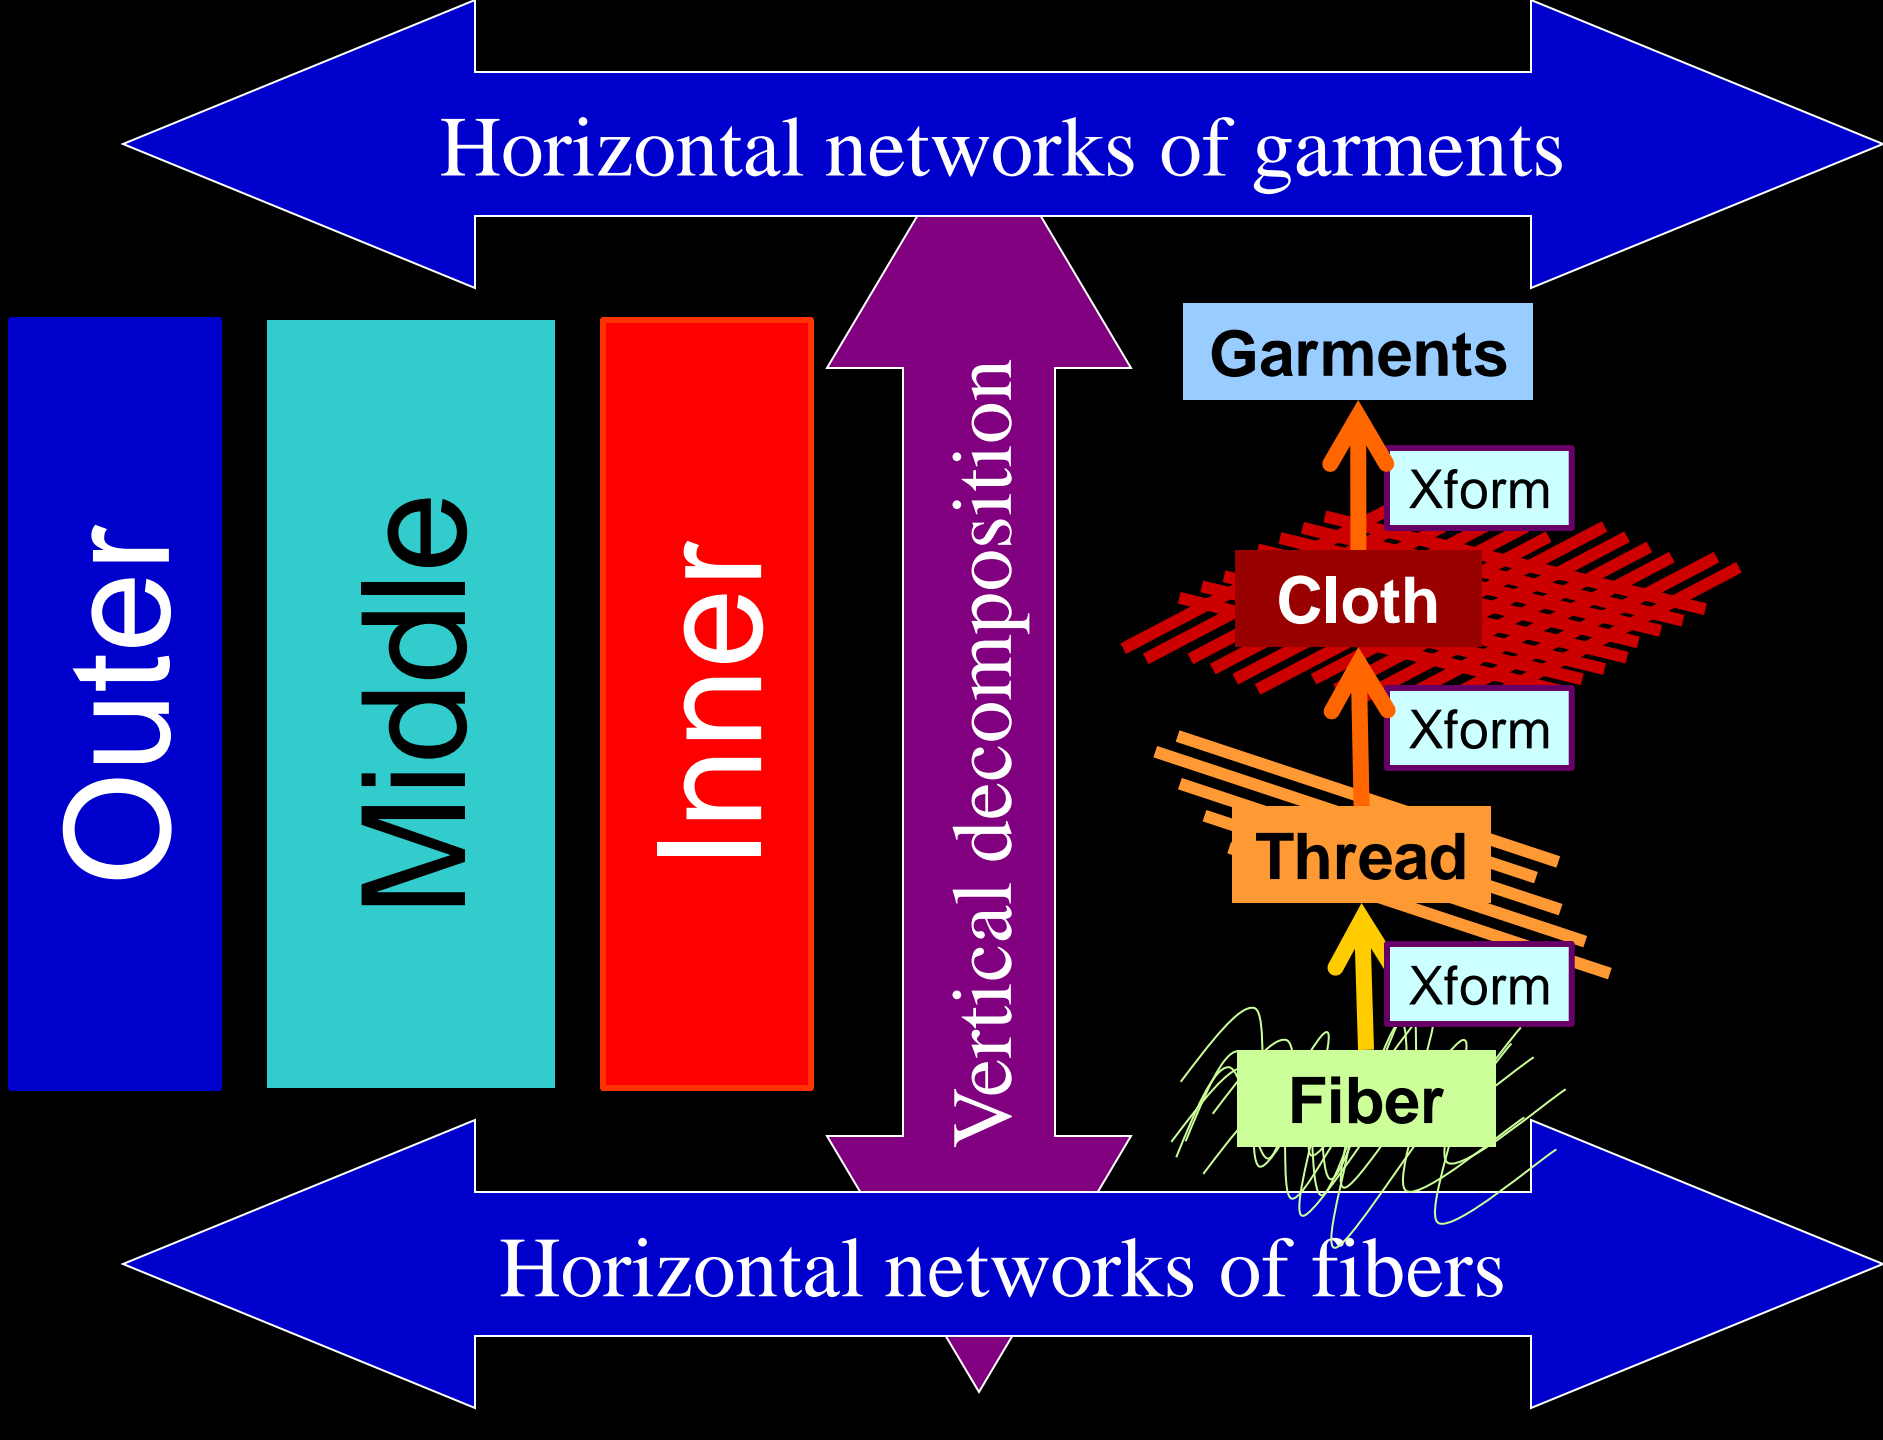 Horizontal networks of garments
Outer
Middle
Inner
Vertical decomposition
Garments
Xform
Cloth
Xform
Thread
Xform
Fiber
Horizontal networks of fibers